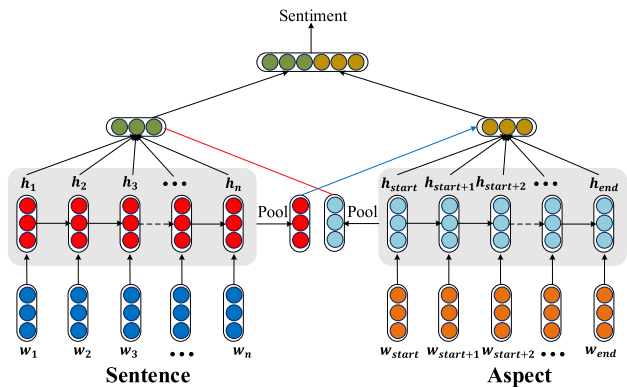 Sentiment
h1 h2 h3 ••• hn hstart hstart+1 hstart+2 ••• hend
Pool Pool
w1 w2 w3 ••• wn wstart wstart+1 wstart+2 ••• wend
Sentence Aspect